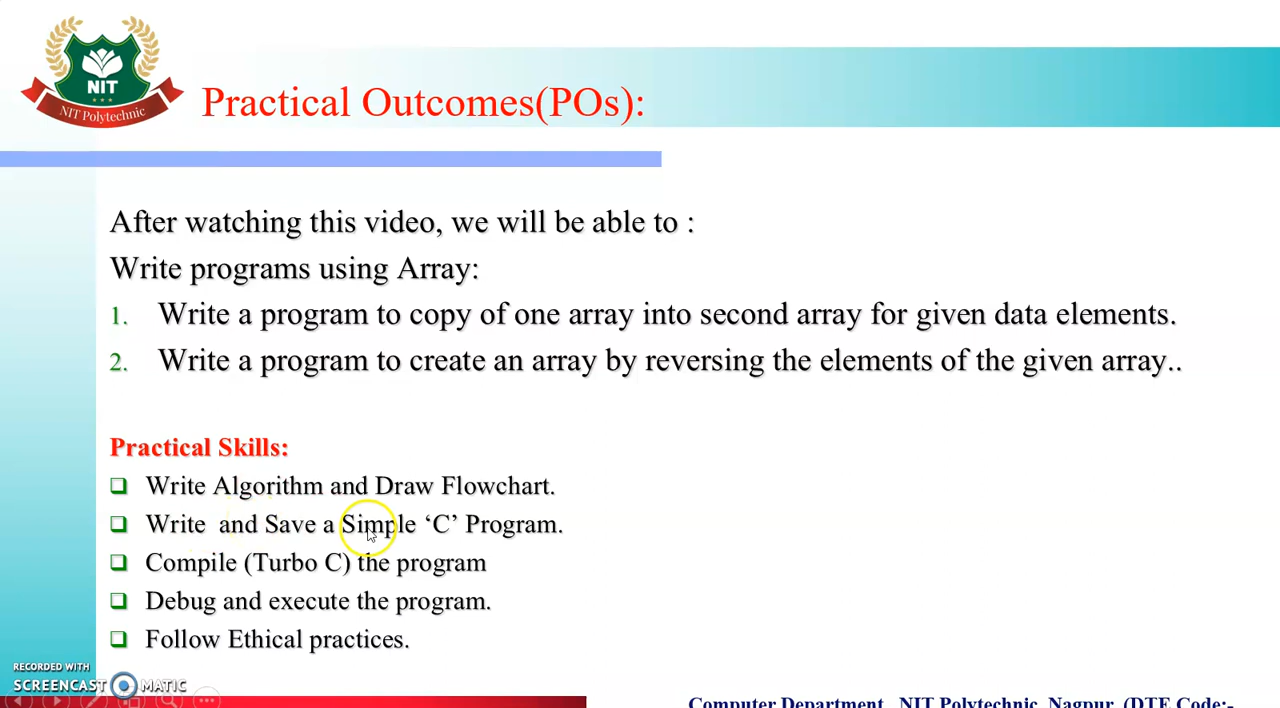 NIT
NIT Polytechnic
Practical Outcomes(POs):
After watching this video, we will be able to :
Write programs using Array:
1. Write a program to copy of one array into second array for given data elements.
2. Write a program to create an array by reversing the elements of the given array..
Practical Skills:
Write Algorithm and Draw Flowchart.
Write and Save a Simple ‘C’ Program.
Compile (Turbo C) the program
Debug and execute the program.
Follow Ethical practices.
RECORDED WITH
SCREENCAST MATIC
Computer Department, NIT Polytechnic, Nagpur, (DTE Code:-